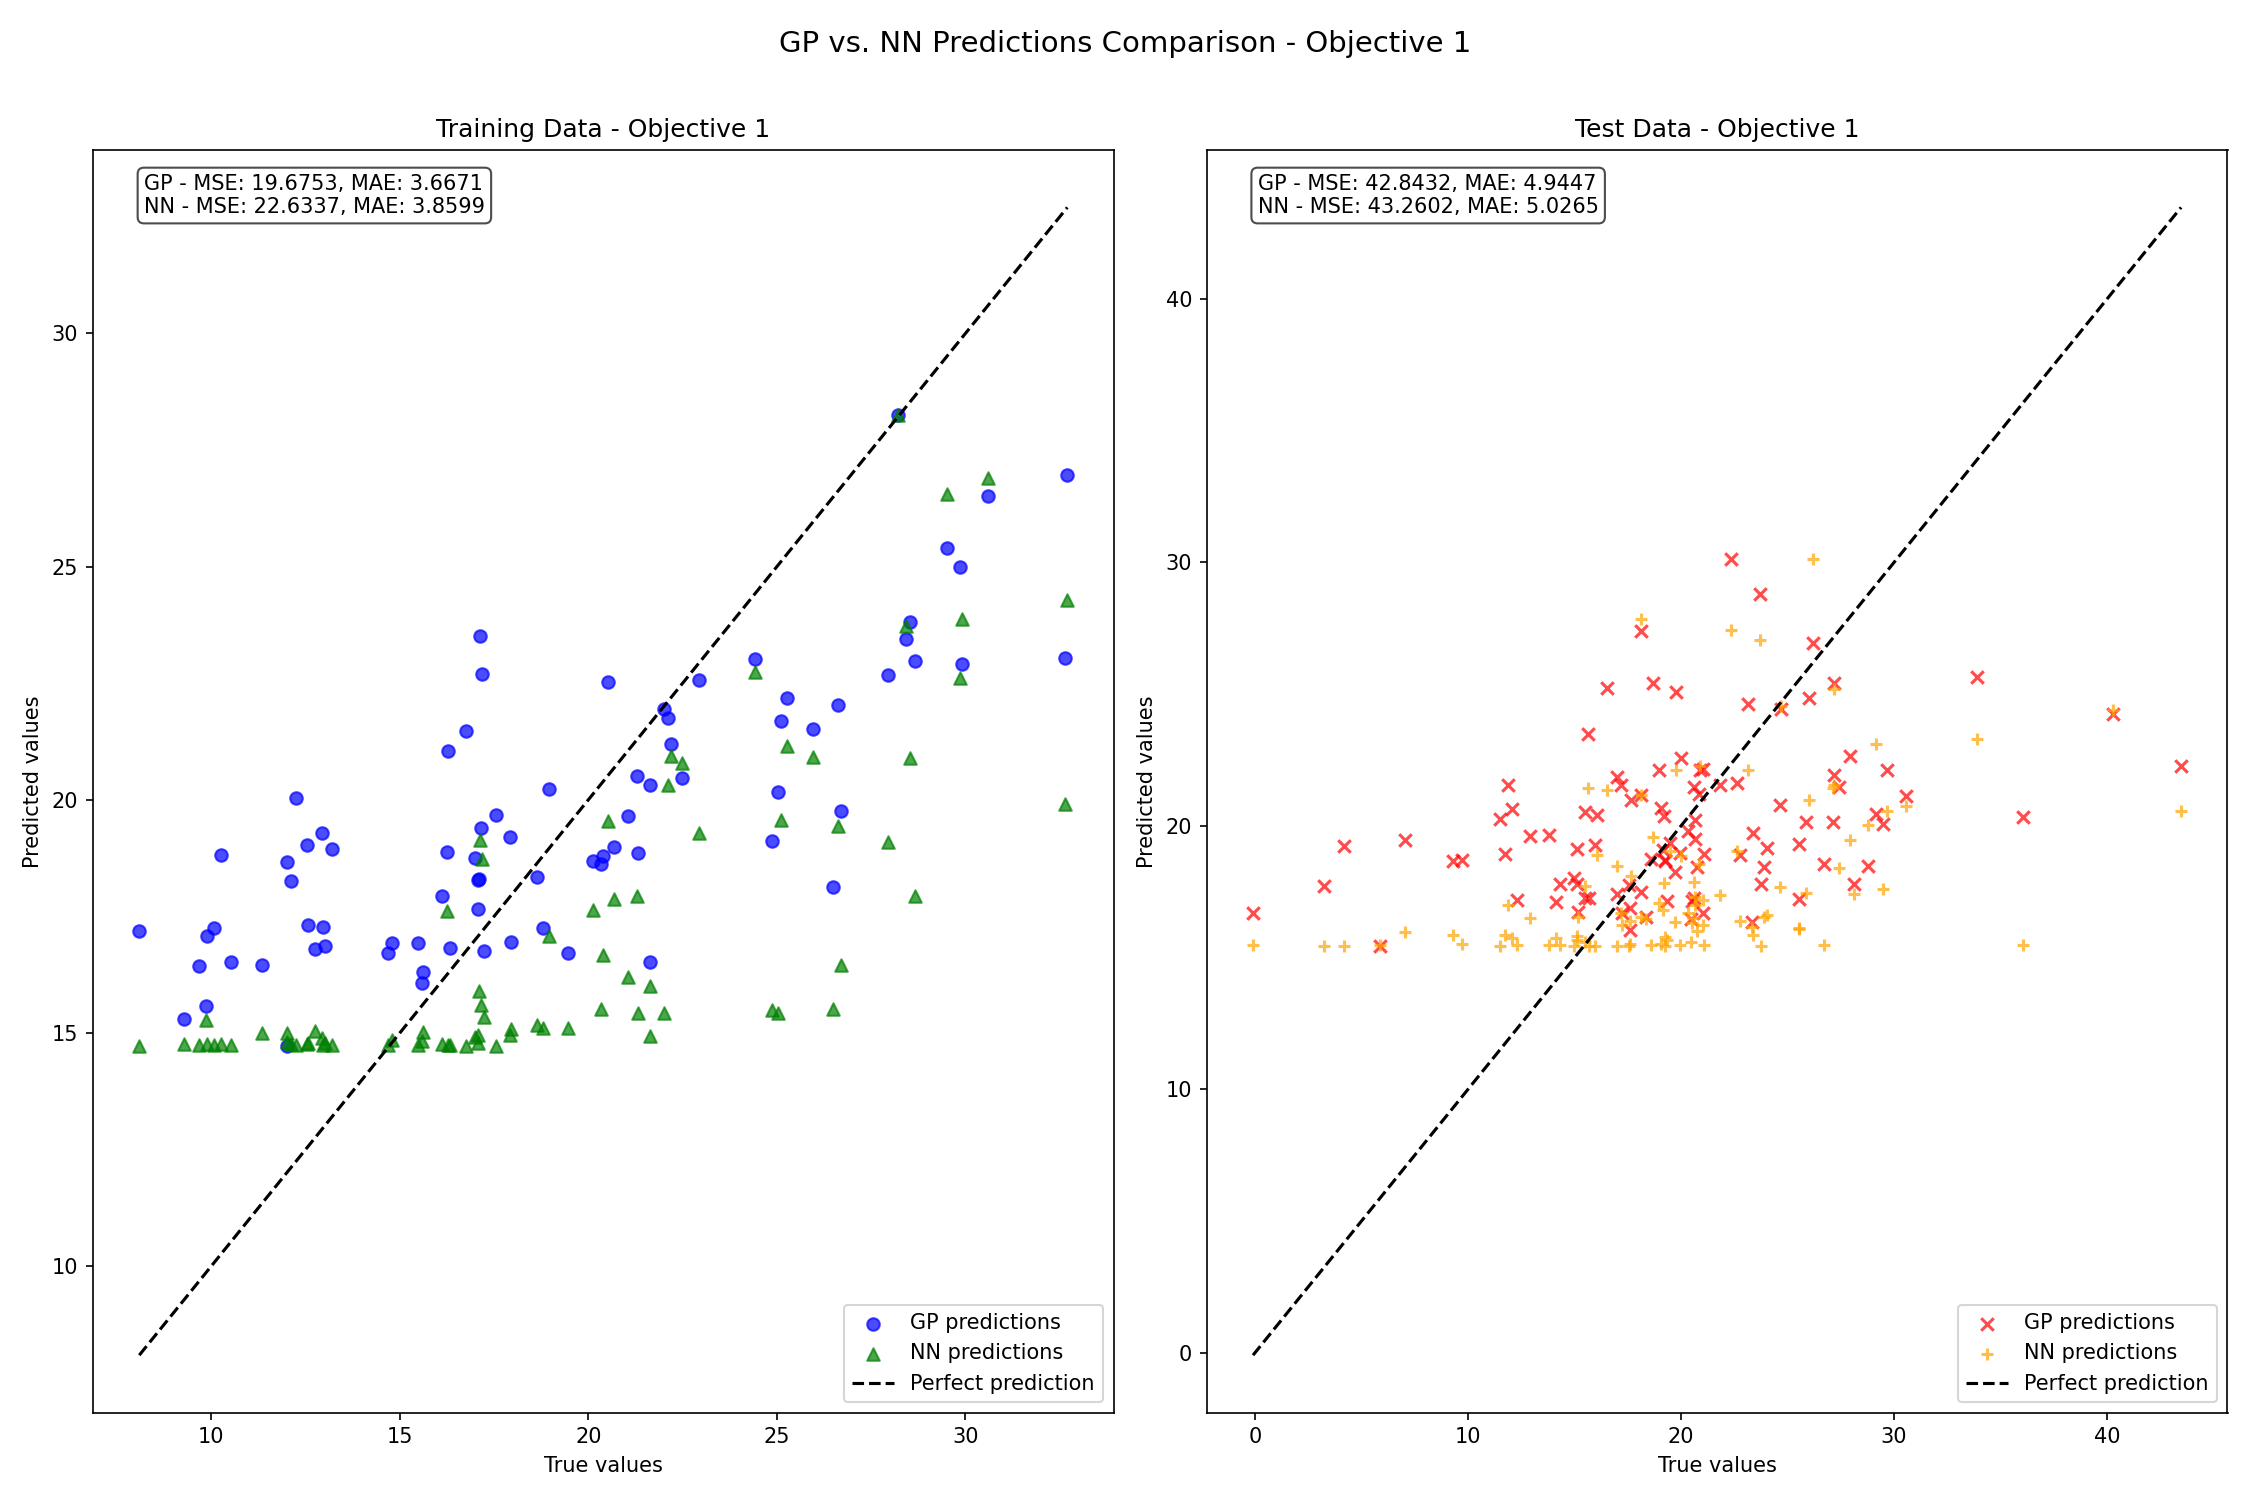 GP vs. NN Predictions Comparison - Objective 1
Training Data - Objective 1
GP - MSE: 19.6753, MAE: 3.6671
NN - MSE: 22.6337, MAE: 3.8599
30
25
20
15
10
Predicted values
10 15 20 25 30
True values
GP predictions
NN predictions
Perfect prediction
Test Data - Objective 1
GP - MSE: 42.8432, MAE: 4.9447
NN - MSE: 43.2602, MAE: 5.0265
40
30
20
10
0
Predicted values
0 10 20 30 40
True values
GP predictions
NN predictions
Perfect prediction